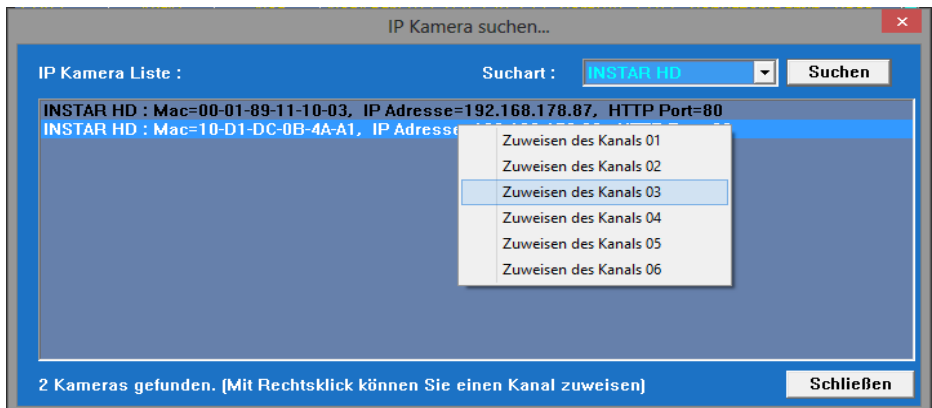 IP Kamera suchen...
IP Kamera Liste : Suchart : INSTAR HD Suchen
INSTAR HD : Mac=00-01-89-11-10-03, IP Adresse=192.168.178.87, HTTP Port=80
INSTAR HD : Mac=10-D1-DC-0B-4A-A1, IP Adresse
Zuweisen des Kanals 01
Zuweisen des Kanals 02
Zuweisen des Kanals 03
Zuweisen des Kanals 04
Zuweisen des Kanals 05
Zuweisen des Kanals 06
2 Kameras gefunden. (Mit Rechtsklick können Sie einen Kanal zuweisen) Schließen